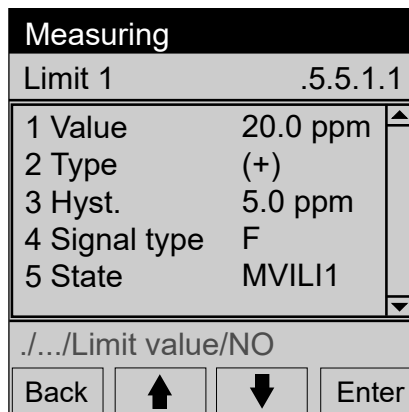 Measuring
Limit 1 .5.5.1.1
1 Value 20.0 ppm
2 Type (+)
3 Hyst. 5.0 ppm
4 Signal type F
5 State MVILI1
./.../Limit value/NO
Back Enter